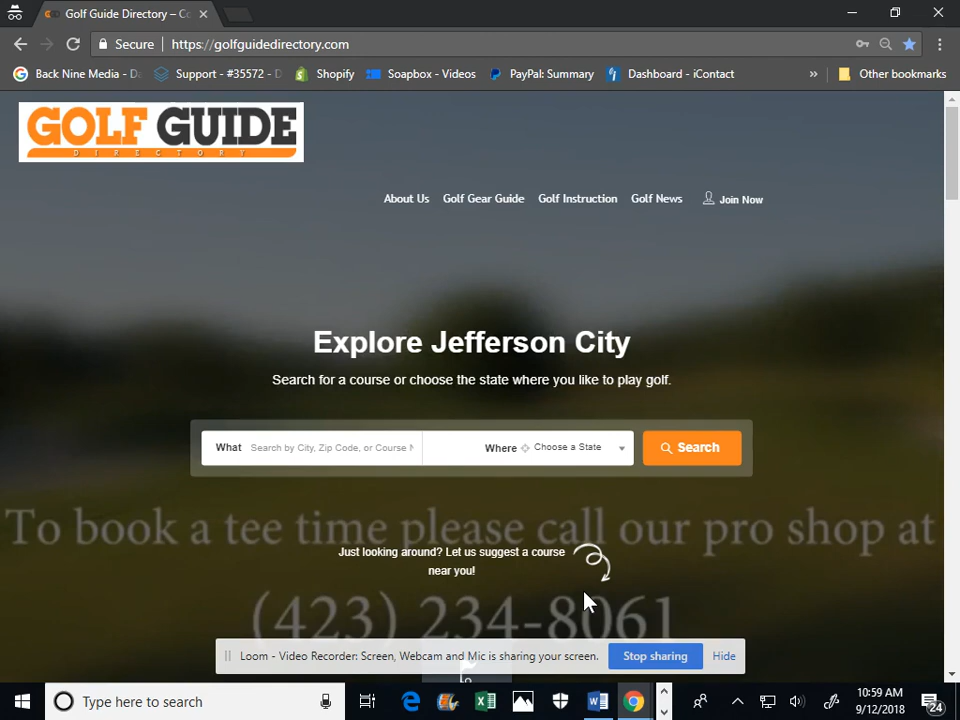 Golf Guide Directory – Co
Secure
https://golfguidedirectory.com
Back Nine Media - Da
Support - #35572 - D
Shopify
Soapbox - Videos
PayPal: Summary
Dashboard - iContact
»
Other bookmarks
GOLF GUIDE
DIRECTORY
About Us
Golf Gear Guide
Golf Instruction
Golf News
Join Now
Explore Jefferson City
Search for a course or choose the state where you like to play golf.
What
Search by City, Zip Code, or Course N
Where
Choose a State
Search
To book a tee time please call our pro shop at
Just looking around? Let us suggest a course
near you!
(423) 234-8061
Loom - Video Recorder: Screen, Webcam and Mic is sharing your screen.
Stop sharing
Hide
Type here to search
10:59 AM
9/12/2018
24